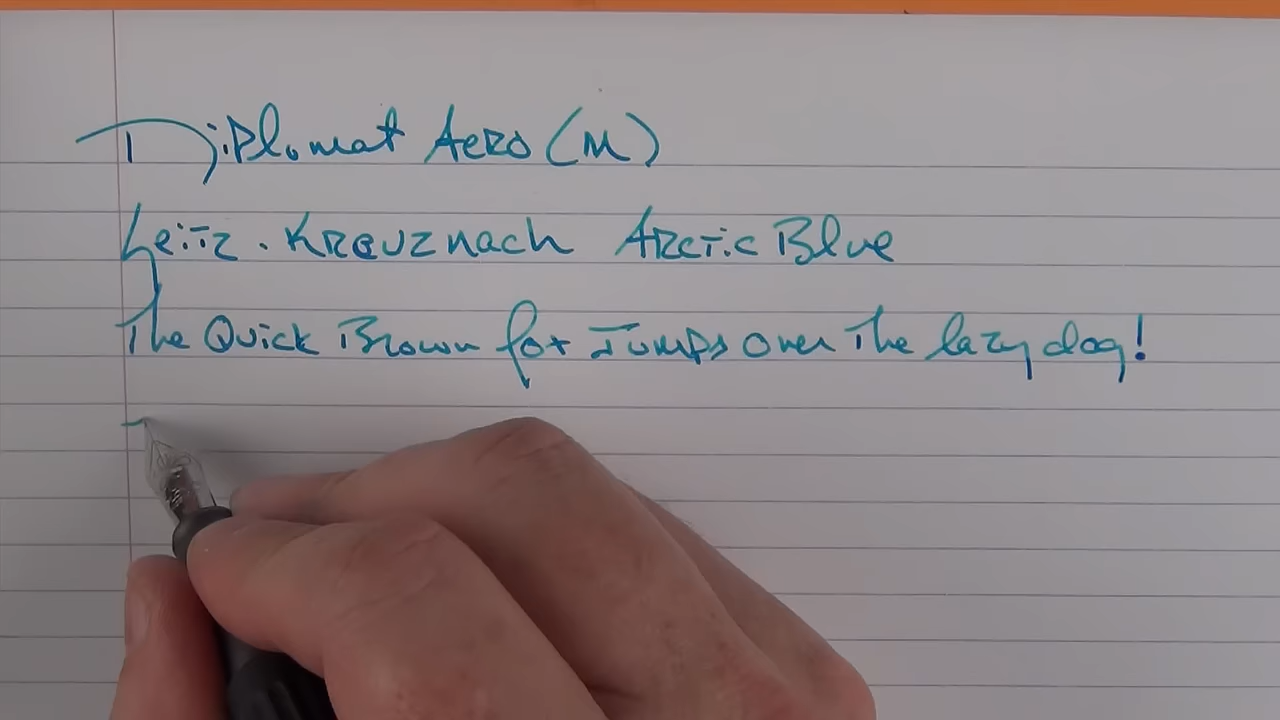 Diplomat Aero (M)
Leitz. Kreuznach Arctic Blue
The Quick Brown fox Jumps over The lazy dog!